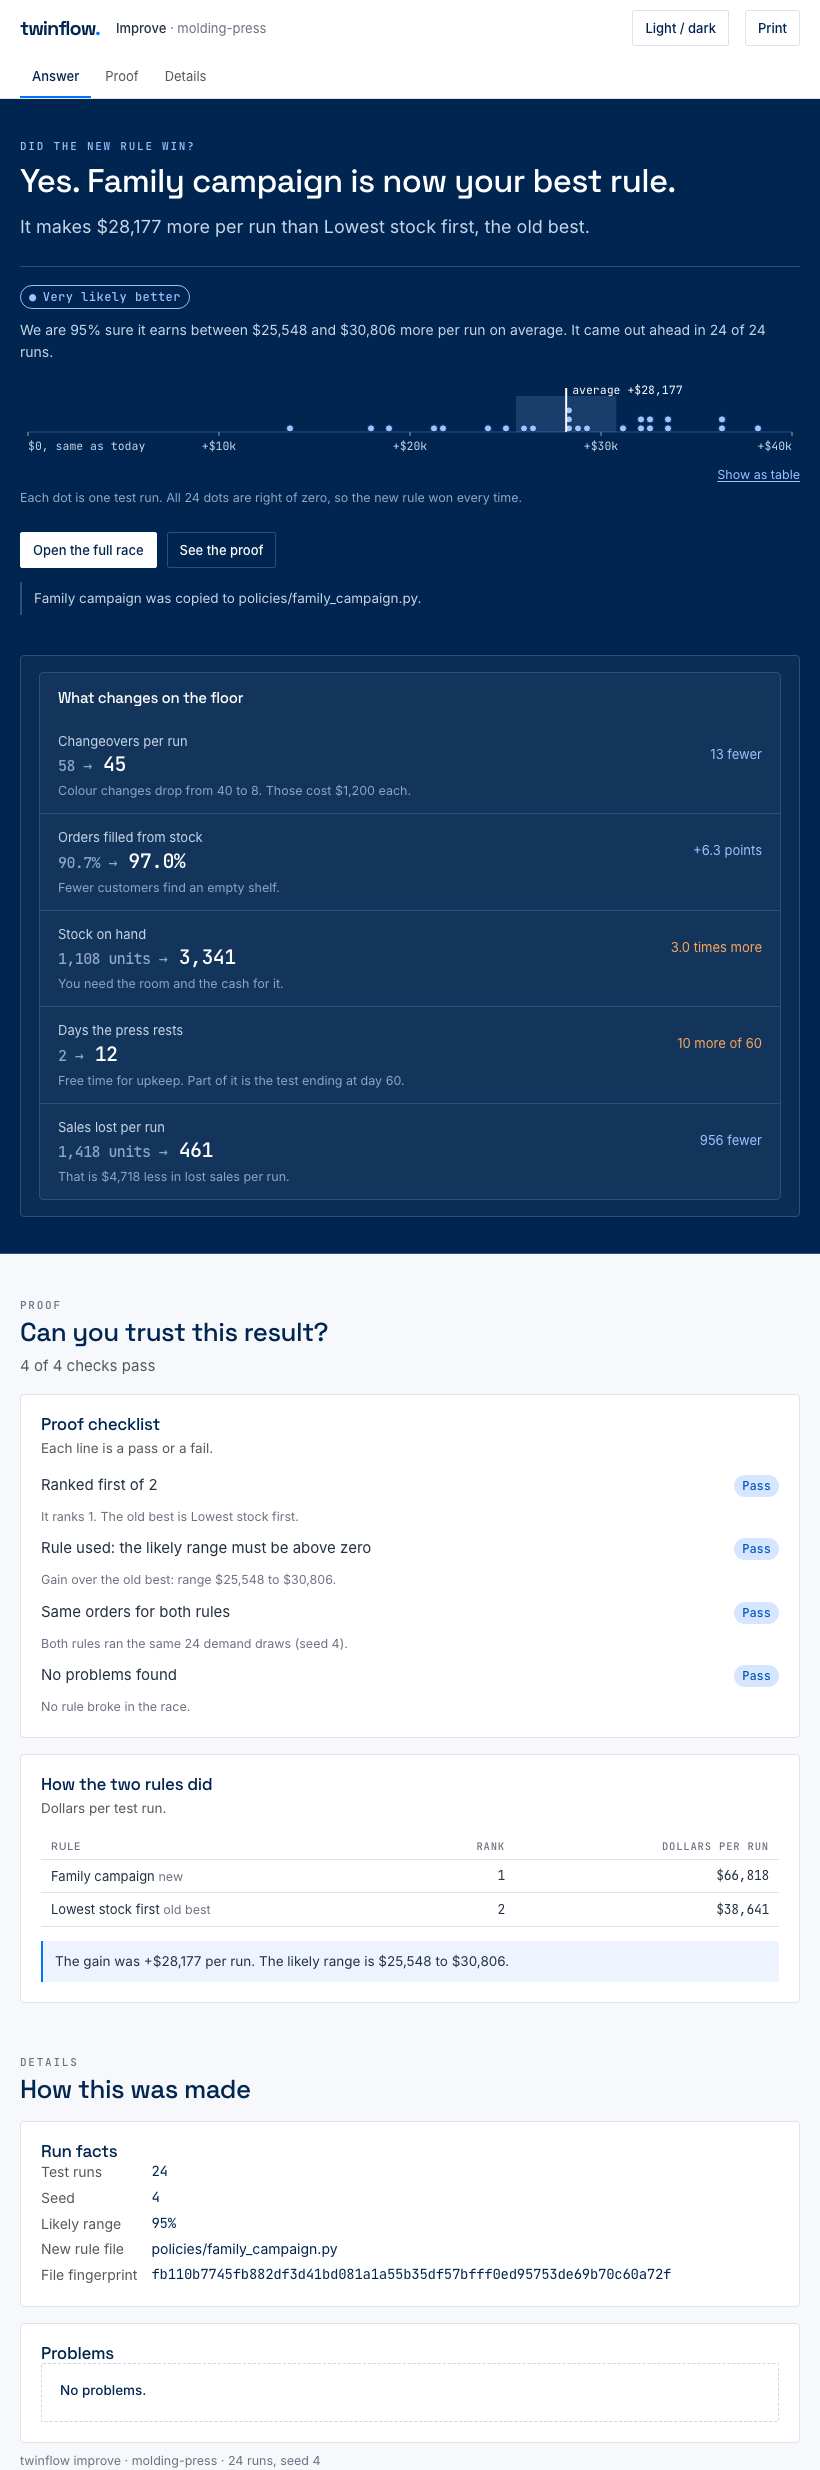 twinflow.
Improve · molding-press
Light / dark
Print
Answer
Proof
Details
DID THE NEW RULE WIN?
Yes. Family campaign is now your best rule.
It makes $28,177 more per run than Lowest stock first, the old best.
Very likely better
We are 95% sure it earns between $25,548 and $30,806 more per run on average. It came out ahead in 24 of 24
runs.
average +$28,177
$0, same as today
+$10k
+$20k
+$30k
+$40k
Show as table
Each dot is one test run. All 24 dots are right of zero, so the new rule won every time.
Open the full race
See the proof
Family campaign was copied to policies/family_campaign.py.
What changes on the floor
Changeovers per run
58 → 45
13 fewer
Colour changes drop from 40 to 8. Those cost $1,200 each.
Orders filled from stock
90.7% → 97.0%
+6.3 points
Fewer customers find an empty shelf.
Stock on hand
1,108 units → 3,341
3.0 times more
You need the room and the cash for it.
Days the press rests
2 → 12
10 more of 60
Free time for upkeep. Part of it is the test ending at day 60.
Sales lost per run
1,418 units → 461
956 fewer
That is $4,718 less in lost sales per run.
PROOF
Can you trust this result?
4 of 4 checks pass
Proof checklist
Each line is a pass or a fail.
Ranked first of 2
Pass
It ranks 1. The old best is Lowest stock first.
Rule used: the likely range must be above zero
Pass
Gain over the old best: range $25,548 to $30,806.
Same orders for both rules
Pass
Both rules ran the same 24 demand draws (seed 4).
No problems found
Pass
No rule broke in the race.
How the two rules did
Dollars per test run.
RULE RANK DOLLARS PER RUN
Family campaign new 1 $66,818
Lowest stock first old best 2 $38,641
The gain was +$28,177 per run. The likely range is $25,548 to $30,806.
DETAILS
How this was made
Run facts
Test runs 24
Seed 4
Likely range 95%
New rule file policies/family_campaign.py
File fingerprint fb110b7745fb882df3d41bd081a1a55b35df57bfff0ed95753de69b70c60a72f
Problems
No problems.
twinflow improve · molding-press · 24 runs, seed 4